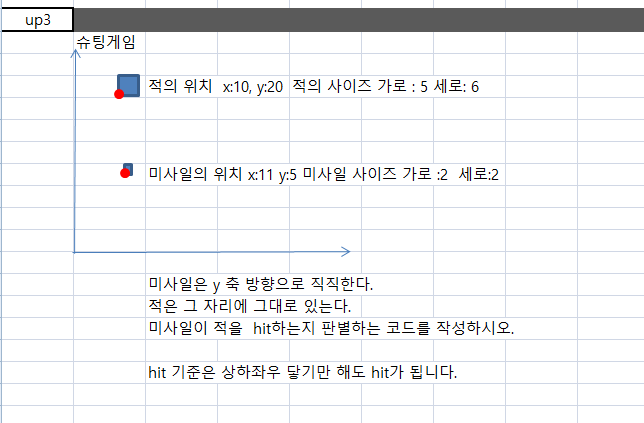 up3
슈팅게임
적의 위치  x:10, y:20  적의 사이즈 가로 : 5 세로: 6
미사일의 위치 x:11 y:5 미사일 사이즈 가로 :2  세로:2
미사일은 y 축 방향으로 직직한다.
적은 그 자리에 그대로 있는다.
미사일이 적을  hit하는지 판별하는 코드를 작성하시오.
hit 기준은 상하좌우 닿기만 해도 hit가 됩니다.